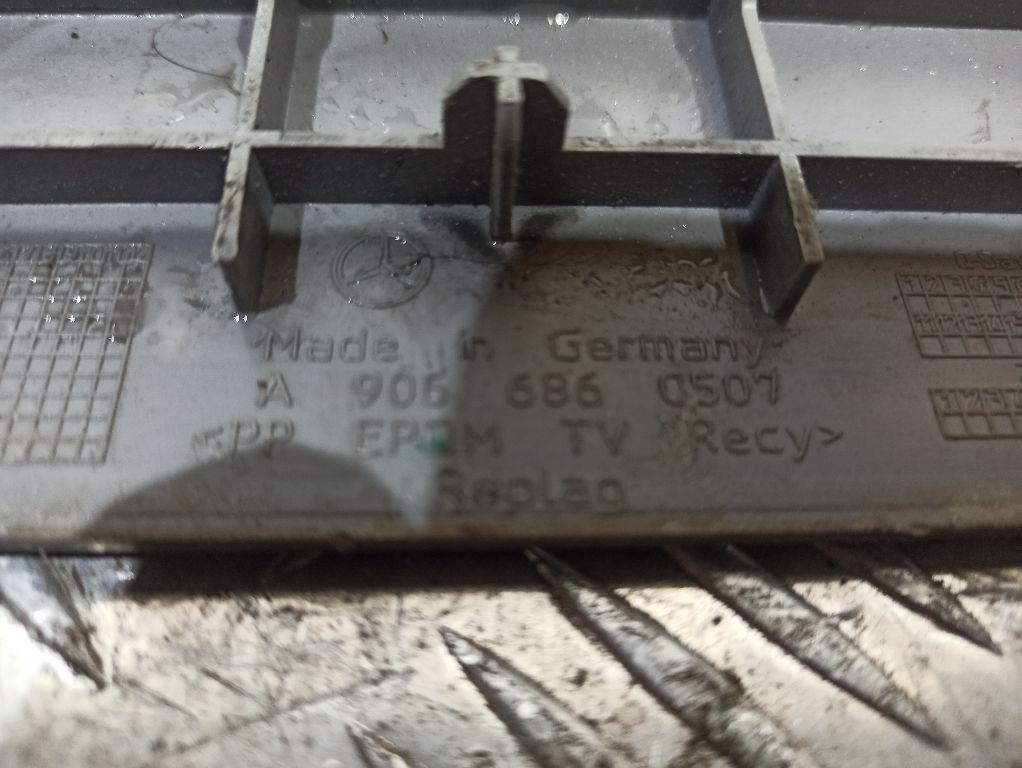 Made in Germany
A 906 686 0507
<PP EPDM TV Recy>
Replag